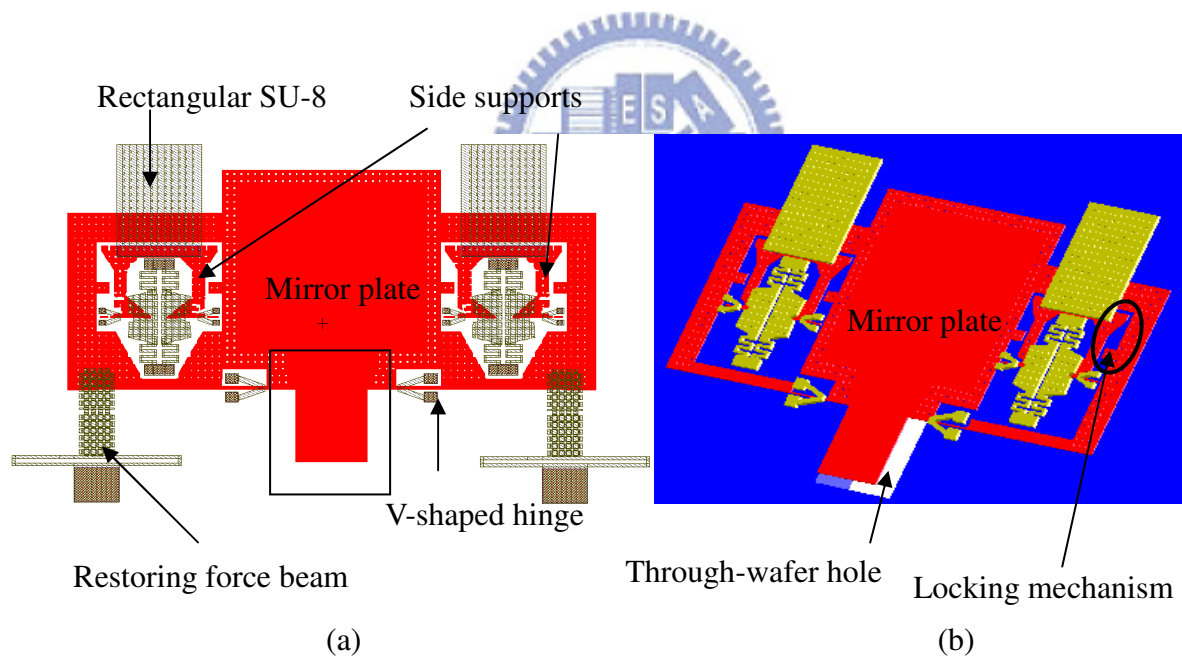 Rectangular SU-8
Side supports
E S A
Mirror plate
Mirror plate
V-shaped hinge
Restoring force beam
Through-wafer hole
Locking mechanism
(a)
(b)